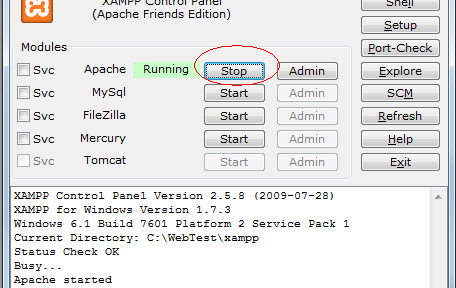 XAMPP Control Panel
(Apache Friends Edition)
Shell
Setup
Modules
Port-Check
Svc Apache Running Stop Admin
Explore
Svc MySql Start Admin
SCM
Svc FileZilla Start Admin
Refresh
Svc Mercury Start Admin
Help
Svc Tomcat Start Admin
Exit
XAMPP Control Panel Version 2.5.8 (2009-07-28)
XAMPP for Windows Version 1.7.3
Windows 6.1 Build 7601 Platform 2 Service Pack 1
Current Directory: C:\WebTest\xampp
Status Check OK
Busy...
Apache started